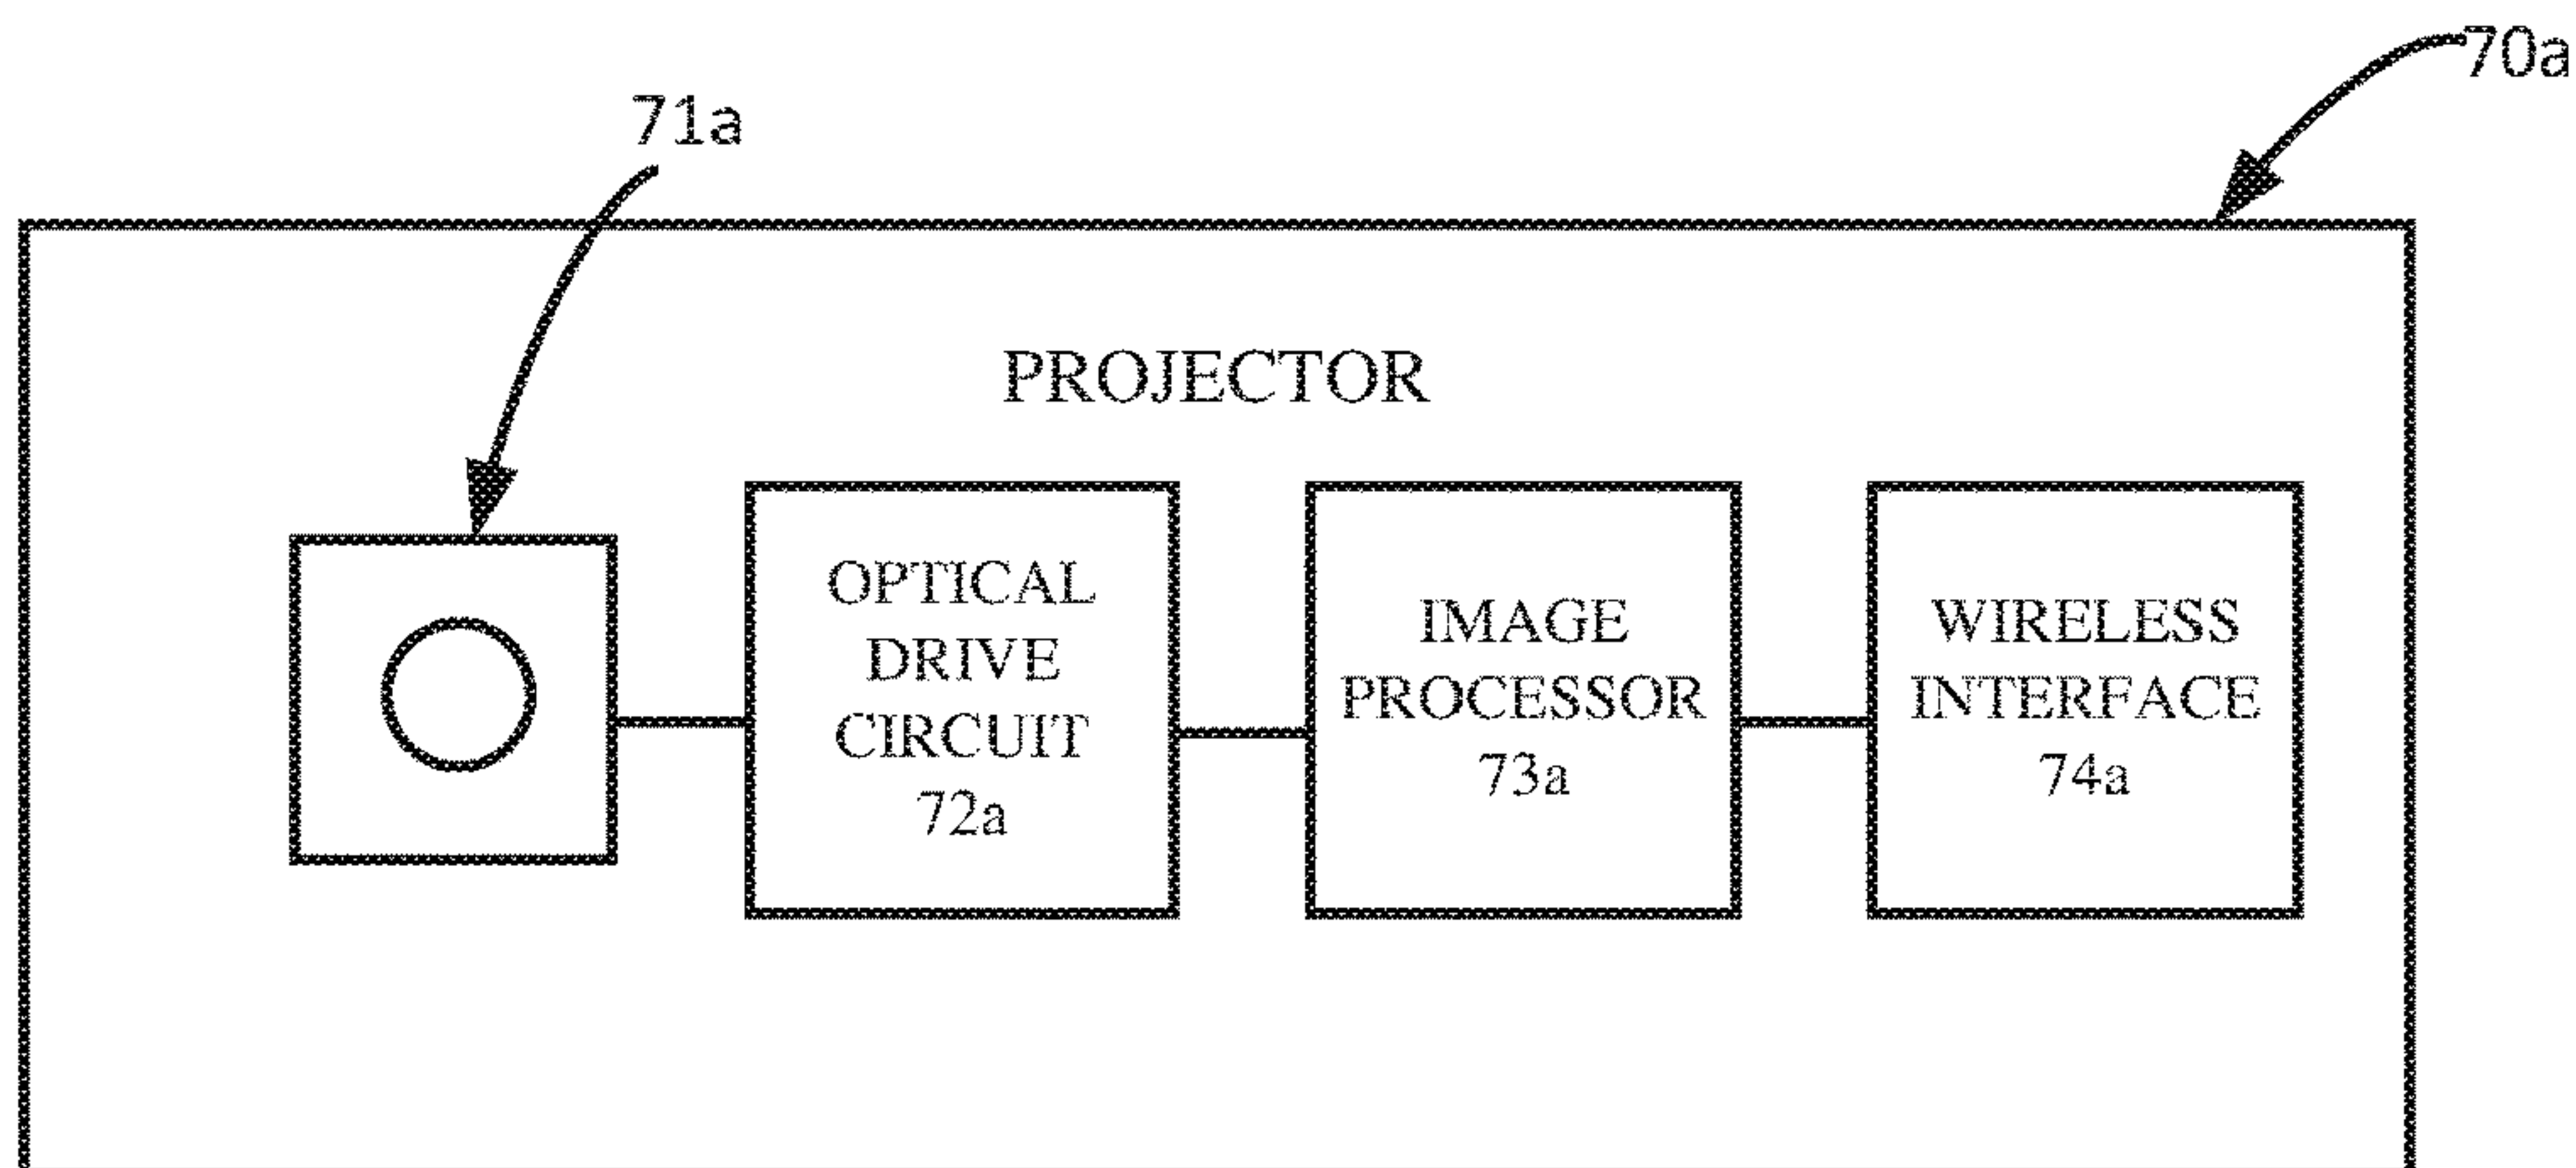 70a
71a
PROJECTOR
OPTICAL
DRIVE
CIRCUIT
72a
IMAGE
PROCESSOR
73a
WIRELESS
INTERFACE
74a